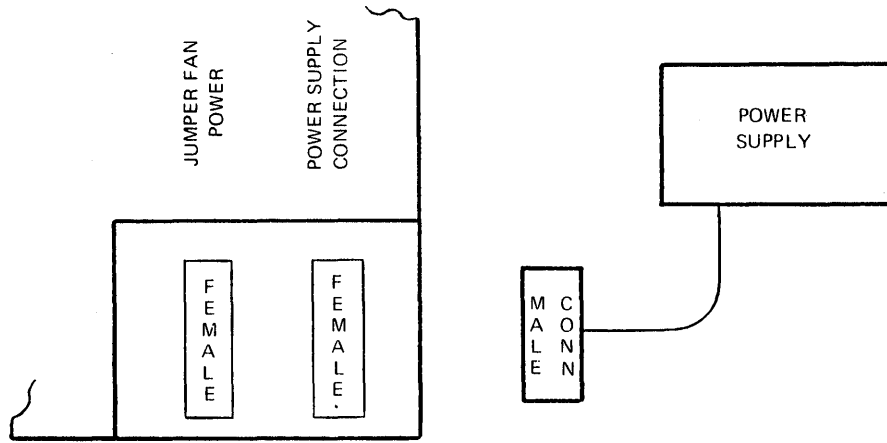 JUMPER FAN
POWER
POWER SUPPLY
CONNECTION
POWER
SUPPLY
FEMALE
FEMALE.
MALE
CONN